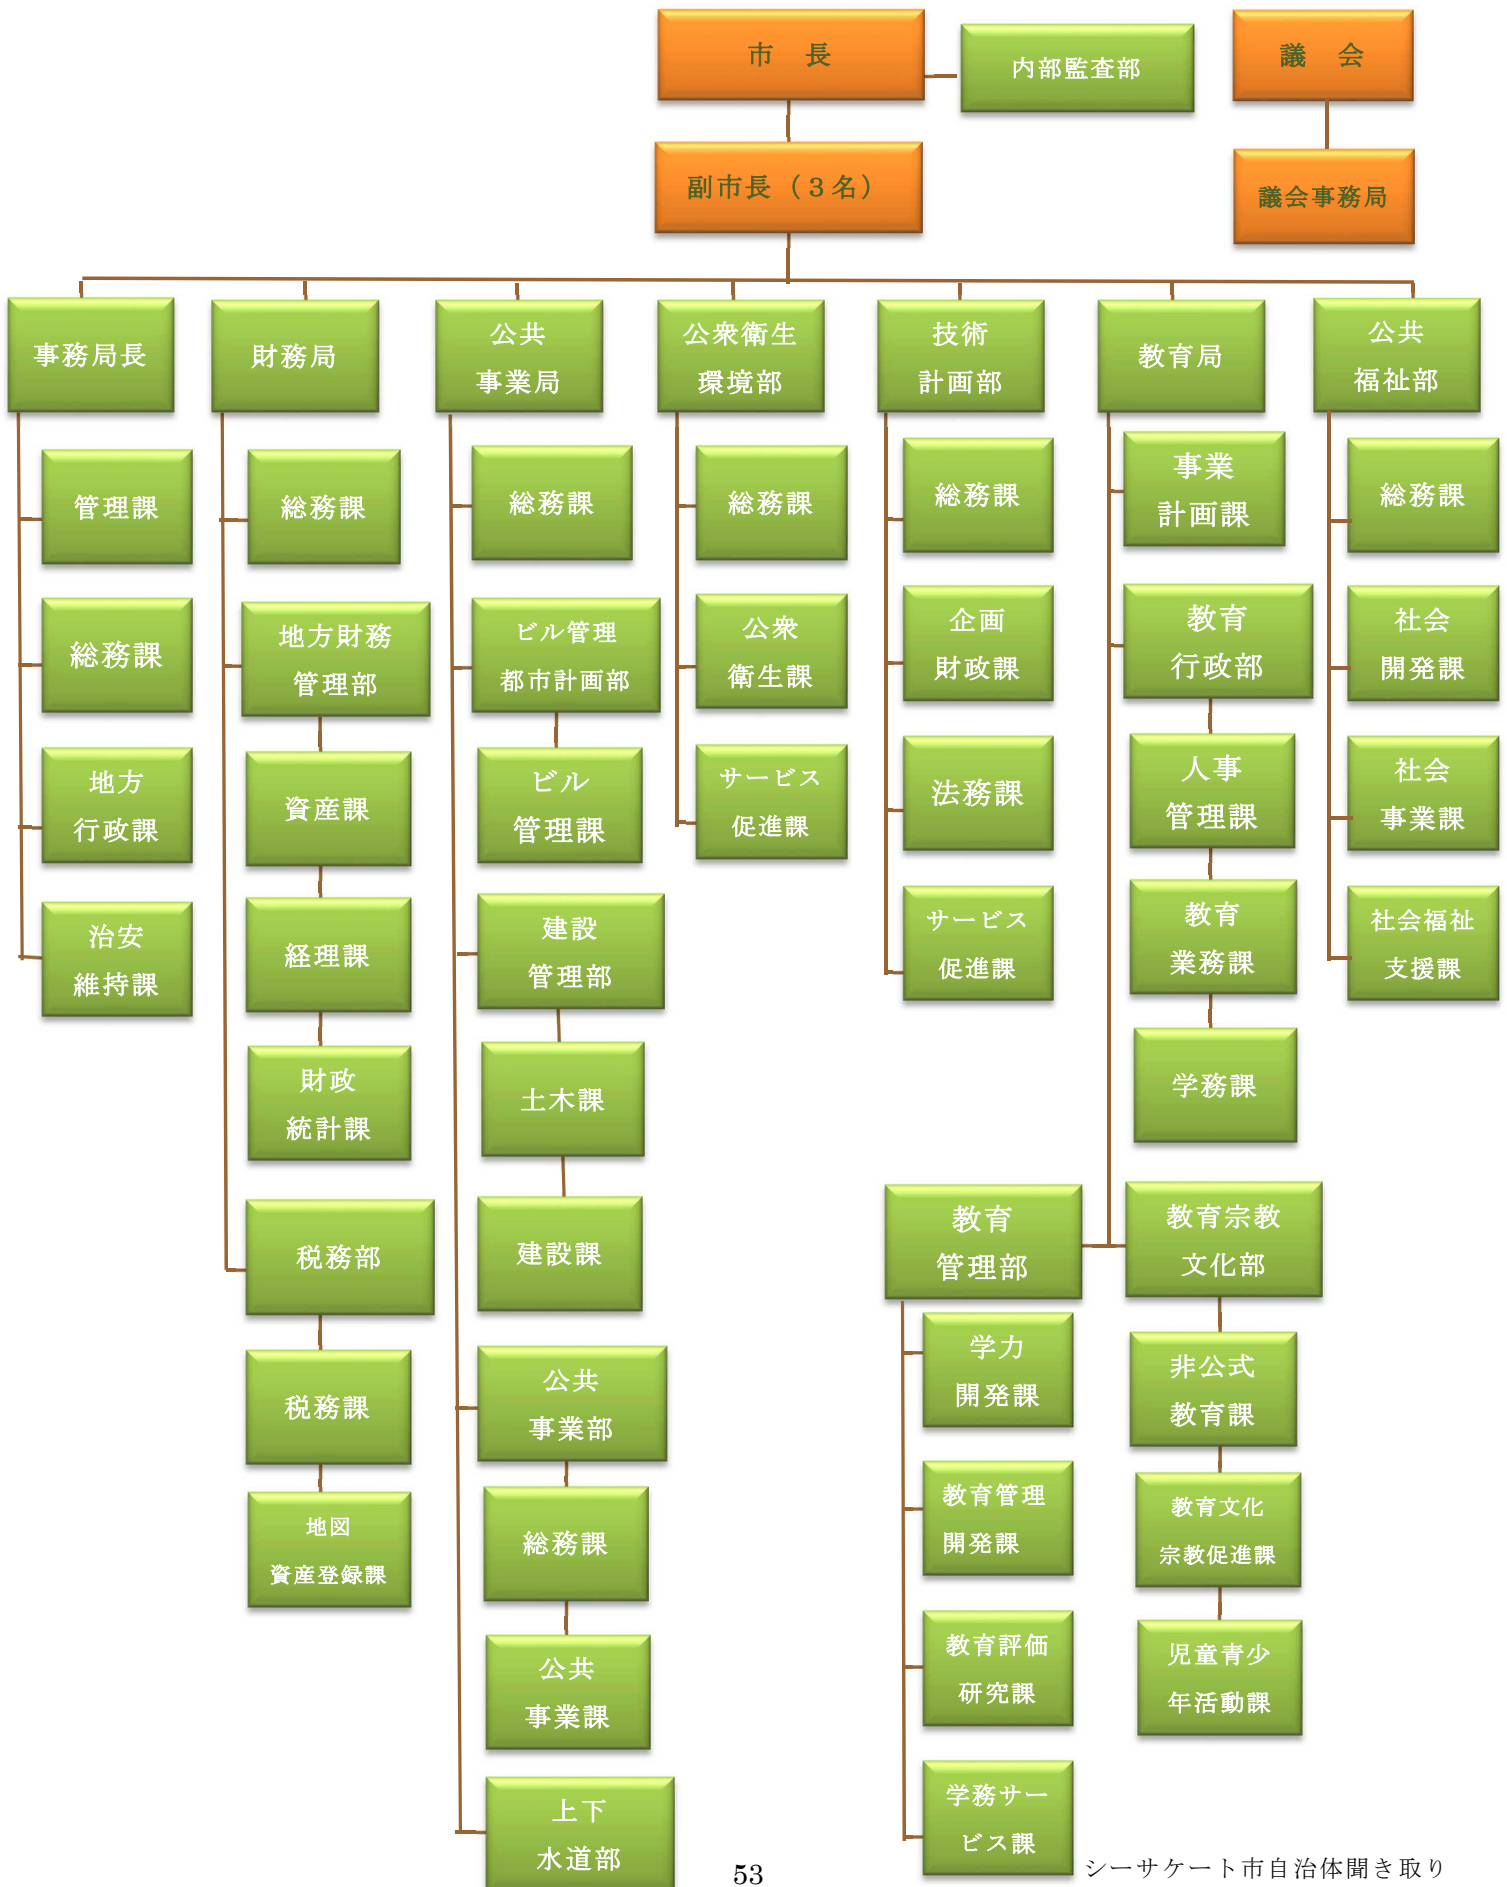 市　長
内部監査部
議　会
副市長（３名）
議会事務局
事務局長
管理課
総務課
地方
行政課
治安
維持課
財務局
総務課
地方財務
管理部
資産課
経理課
財政
統計課
税務部
税務課
地図
資産登録課
公共
事業局
総務課
ビル管理
都市計画部
ビル
管理課
建設
管理部
土木課
建設課
公共
事業部
総務課
公共
事業課
上下
水道部
公衆衛生
環境部
総務課
公衆
衛生課
サービス
促進課
技術
計画部
総務課
企画
財政課
法務課
サービス
促進課
教育局
事業
計画課
教育
行政部
人事
管理課
教育
業務課
学務課
教育
管理部
学力
開発課
教育管理
開発課
教育評価
研究課
学務サー
ビス課
教育宗教
文化部
非公式
教育課
教育文化
宗教促進課
児童青少
年活動課
公共
福祉部
総務課
社会
開発課
社会
事業課
社会福祉
支援課
53
シーサケート市自治体聞き取り